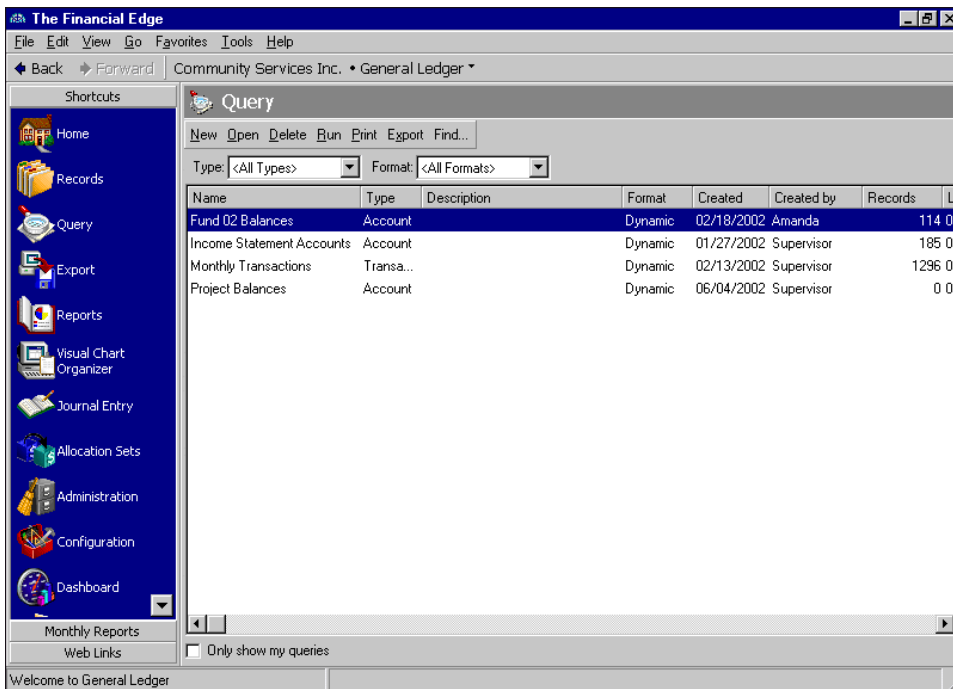 The Financial Edge
File Edit View Go Favorites Tools Help
Back Forward Community Services Inc. • General Ledger
Shortcuts
Home
Records
Query
Export
Reports
Visual Chart
Organizer
Journal Entry
Allocation Sets
Administration
Configuration
Dashboard
Monthly Reports
Web Links
Query
New Open Delete Run Print Export Find...
Type: <All Types> Format: <All Formats>
Name Type Description Format Created Created by Records L
Fund 02 Balances Account Dynamic 02/18/2002 Amanda 114 0
Income Statement Accounts Account Dynamic 01/27/2002 Supervisor 185 0
Monthly Transactions Transa... Dynamic 02/13/2002 Supervisor 1296 0
Project Balances Account Dynamic 06/04/2002 Supervisor 0 0
Only show my queries
Welcome to General Ledger